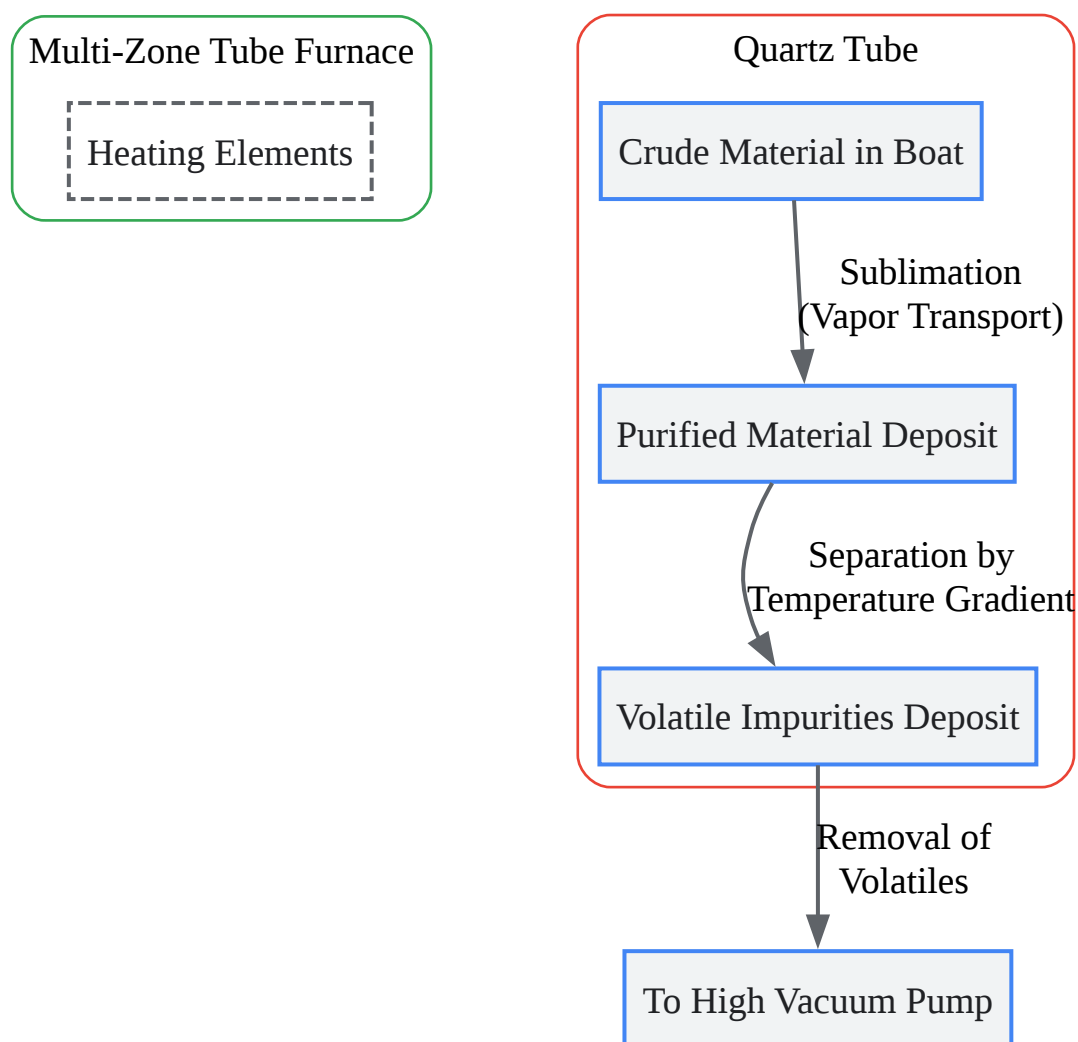 Multi-Zone Tube Furnace
Heating Elements
Quartz Tube
Crude Material in Boat
Sublimation
(Vapor Transport)
Purified Material Deposit
Separation by
Temperature Gradient
Volatile Impurities Deposit
Removal of
Volatiles
To High Vacuum Pump